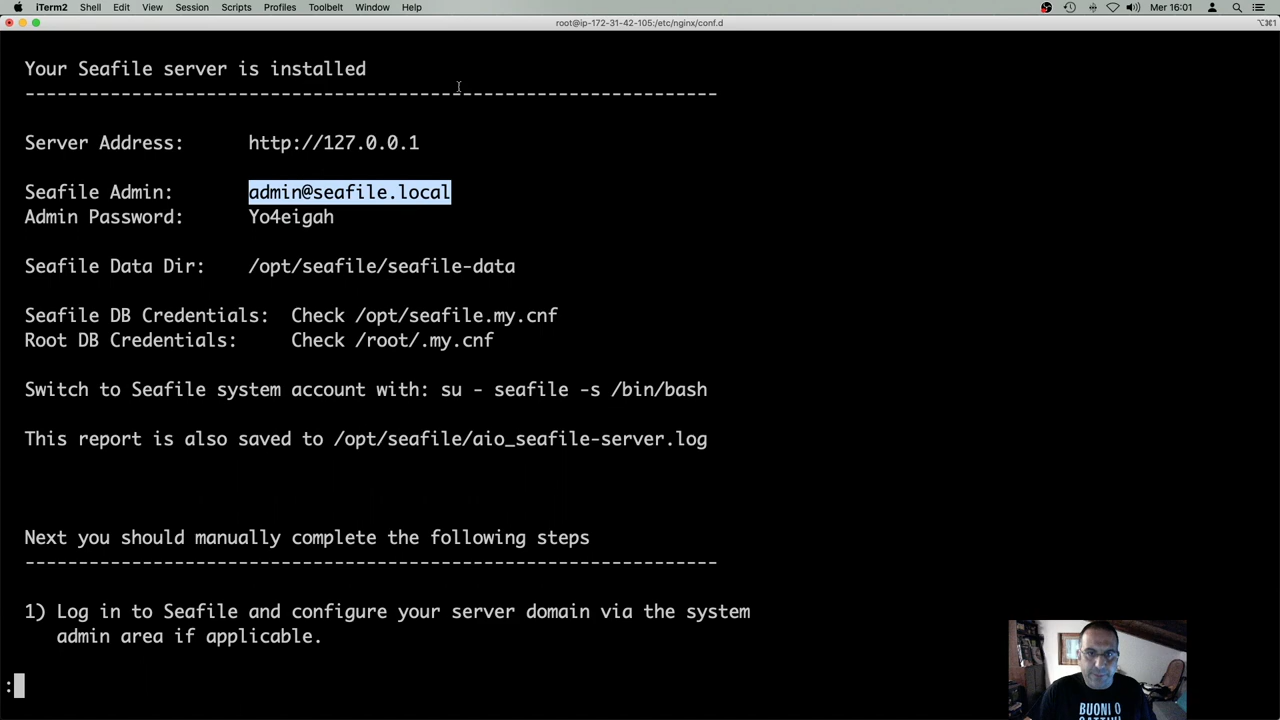 iTerm2 Shell Edit View Session Scripts Profiles Toolbelt Window Help Mer 16:01
root@ip-172-31-42-105:/etc/nginx/conf.d ⌥⌘1
Your Seafile server is installed
-----------------------------------------------------------------
Server Address: http://127.0.0.1
Seafile Admin: admin@seafile.local
Admin Password: Yo4eigah
Seafile Data Dir: /opt/seafile/seafile-data
Seafile DB Credentials: Check /opt/seafile.my.cnf
Root DB Credentials: Check /root/.my.cnf
Switch to Seafile system account with: su - seafile -s /bin/bash
This report is also saved to /opt/seafile/aio_seafile-server.log
Next you should manually complete the following steps
-----------------------------------------------------------------
1) Log in to Seafile and configure your server domain via the system
admin area if applicable.
:
BUONI O
CATTIVI